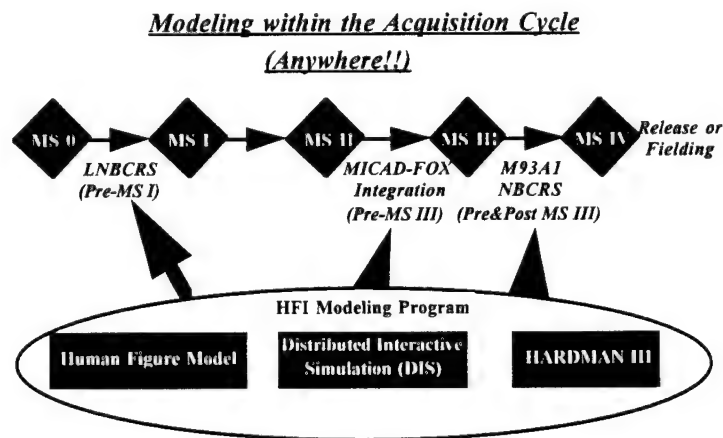 Modeling within the Acquisition Cycle
(Anywhere!!)
MS 0
MS I
MS II
MS III
MS IV
Release or
Fielding
LNBCRS
(Pre-MS I)
MICAD-FOX
Integration
(Pre-MS III)
M93A1
NBCRS
(Pre&Post MS III)
HFI Modeling Program
Human Figure Model
Distributed Interactive
Simulation (DIS)
HARDMAN III